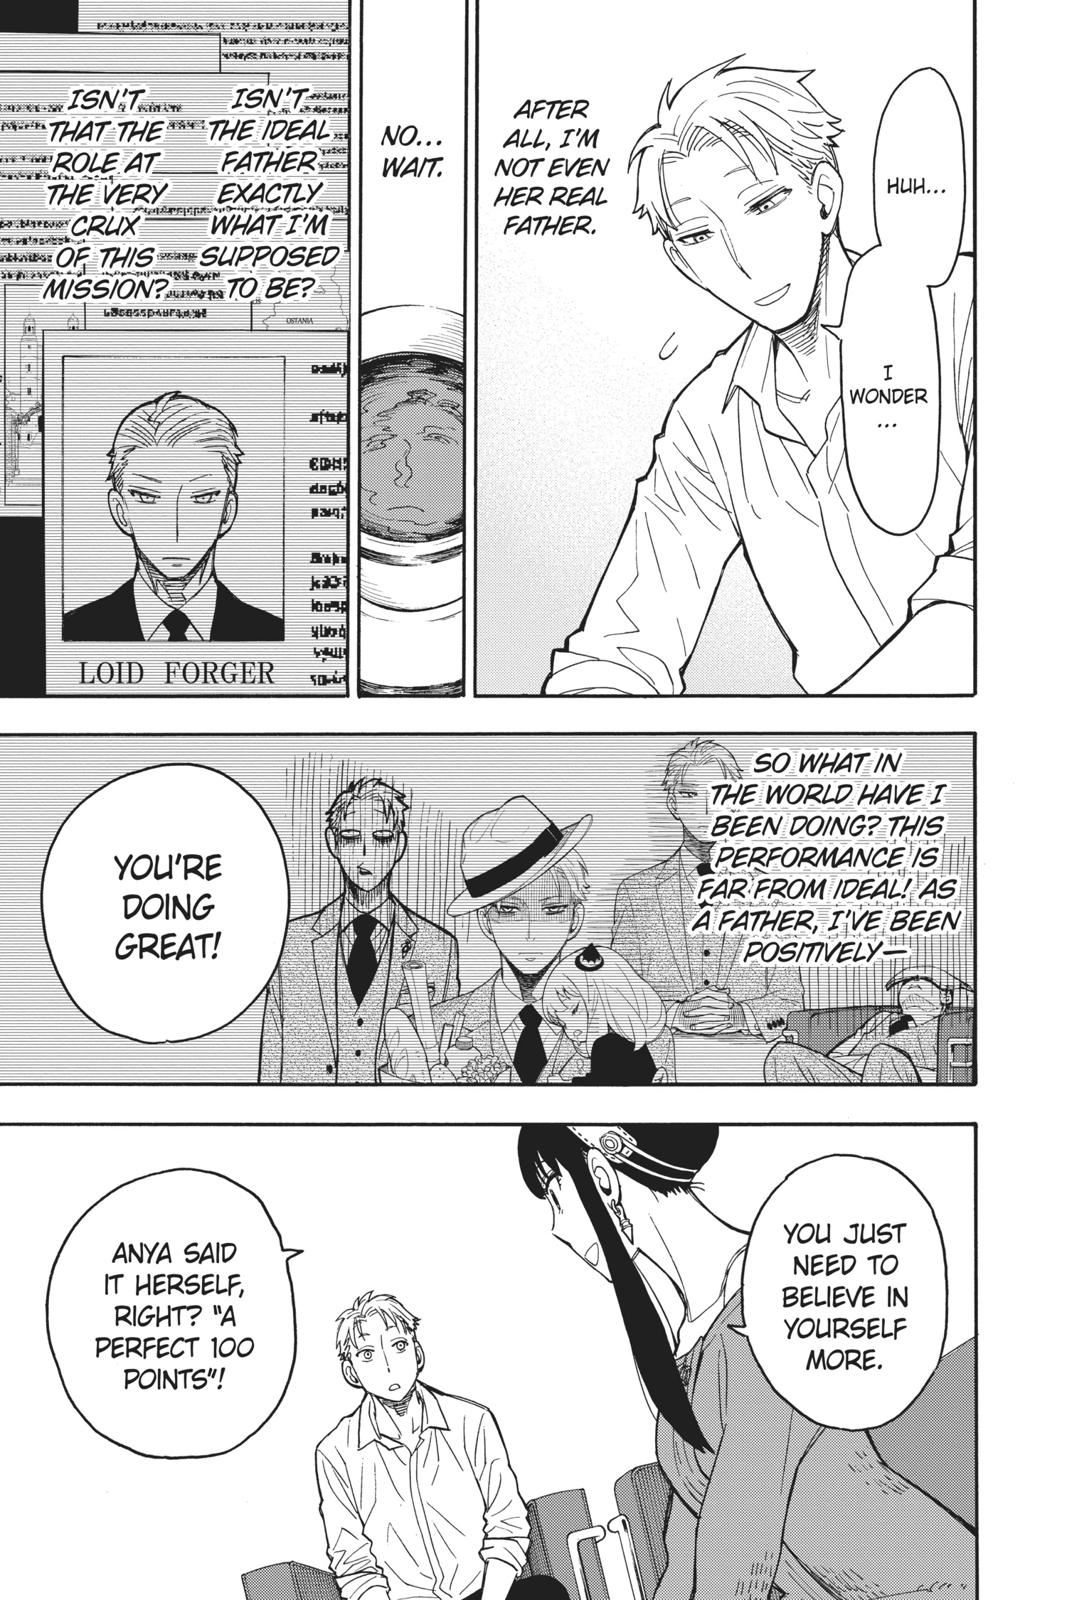 HUH...
I
WONDER
...
AFTER
ALL, I'M
NOT EVEN
HER REAL
FATHER.
NO...
WAIT.
ISN'T
THE IDEAL
FATHER
EXACTLY
WHAT I'M
SUPPOSED
TO BE?
ISN'T
THAT THE
ROLE AT
THE VERY
CRUX
OF THIS
MISSION?
OSTANIA
LOID FORGER
SO WHAT IN
THE WORLD HAVE I
BEEN DOING? THIS
PERFORMANCE IS
FAR FROM IDEAL! AS
A FATHER, I'VE BEEN
POSITIVELY—
YOU'RE
DOING
GREAT!
YOU JUST
NEED TO
BELIEVE IN
YOURSELF
MORE.
ANYA SAID
IT HERSELF,
RIGHT? "A
PERFECT 100
POINTS"!